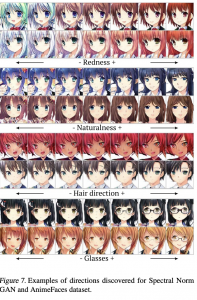 - Redness +
- Naturalness +
- Hair direction +
- Glasses +
Figure 7. Examples of directions discovered for Spectral Norm
GAN and AnimeFaces dataset.